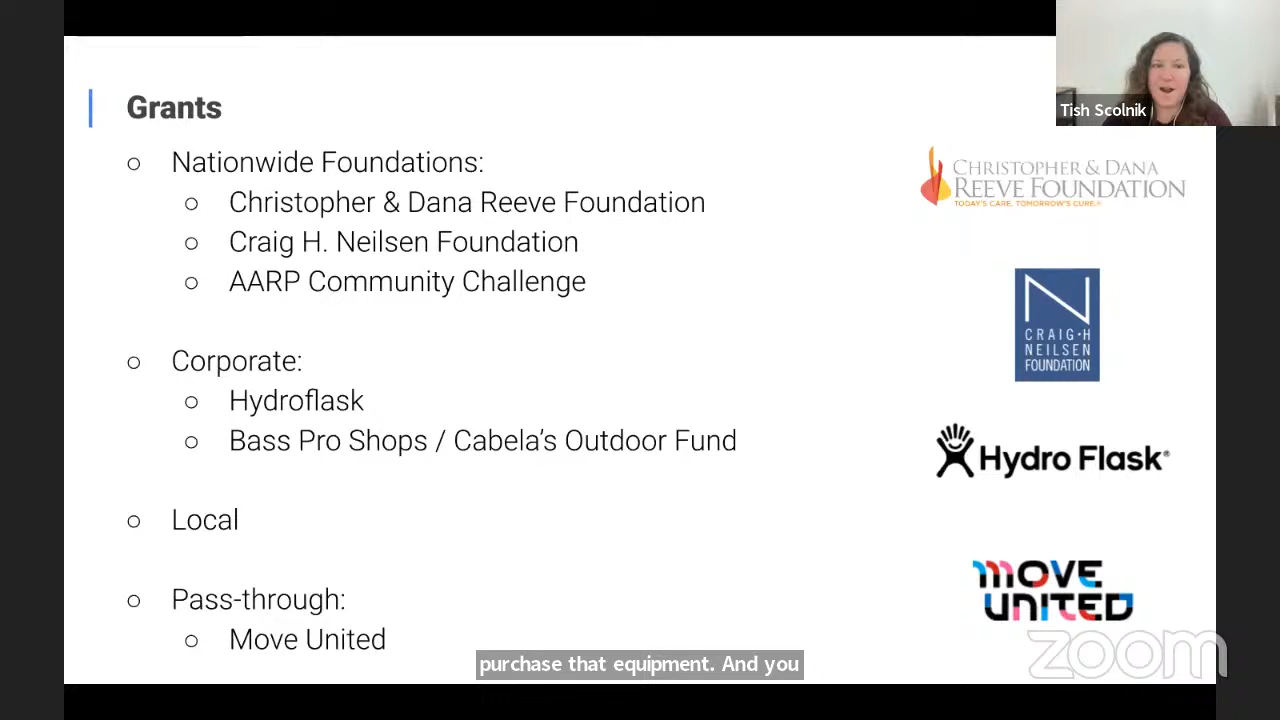 Grants
Nationwide Foundations:
Christopher & Dana Reeve Foundation
Craig H. Neilsen Foundation
AARP Community Challenge
Corporate:
Hydroflask
Bass Pro Shops / Cabela's Outdoor Fund
Local
Pass-through:
Move United
Tish Scolnik
CHRISTOPHER & DANA
REEVE FOUNDATION
TODAY'S CARE. TOMORROW'S CURE.®
N
CRAIG·H
NEILSEN
FOUNDATION
Hydro Flask®
MOVE
UNITED
zoom
purchase that equipment. And you